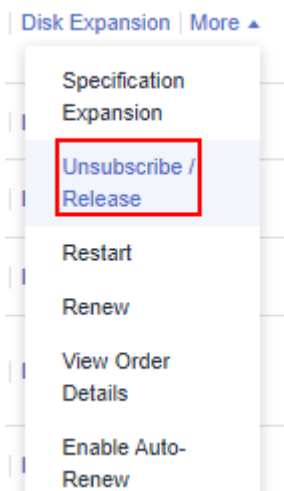 Disk Expansion | More ▲
Specification
Expansion
Unsubscribe /
Release
Restart
Renew
View Order
Details
Enable Auto-
Renew